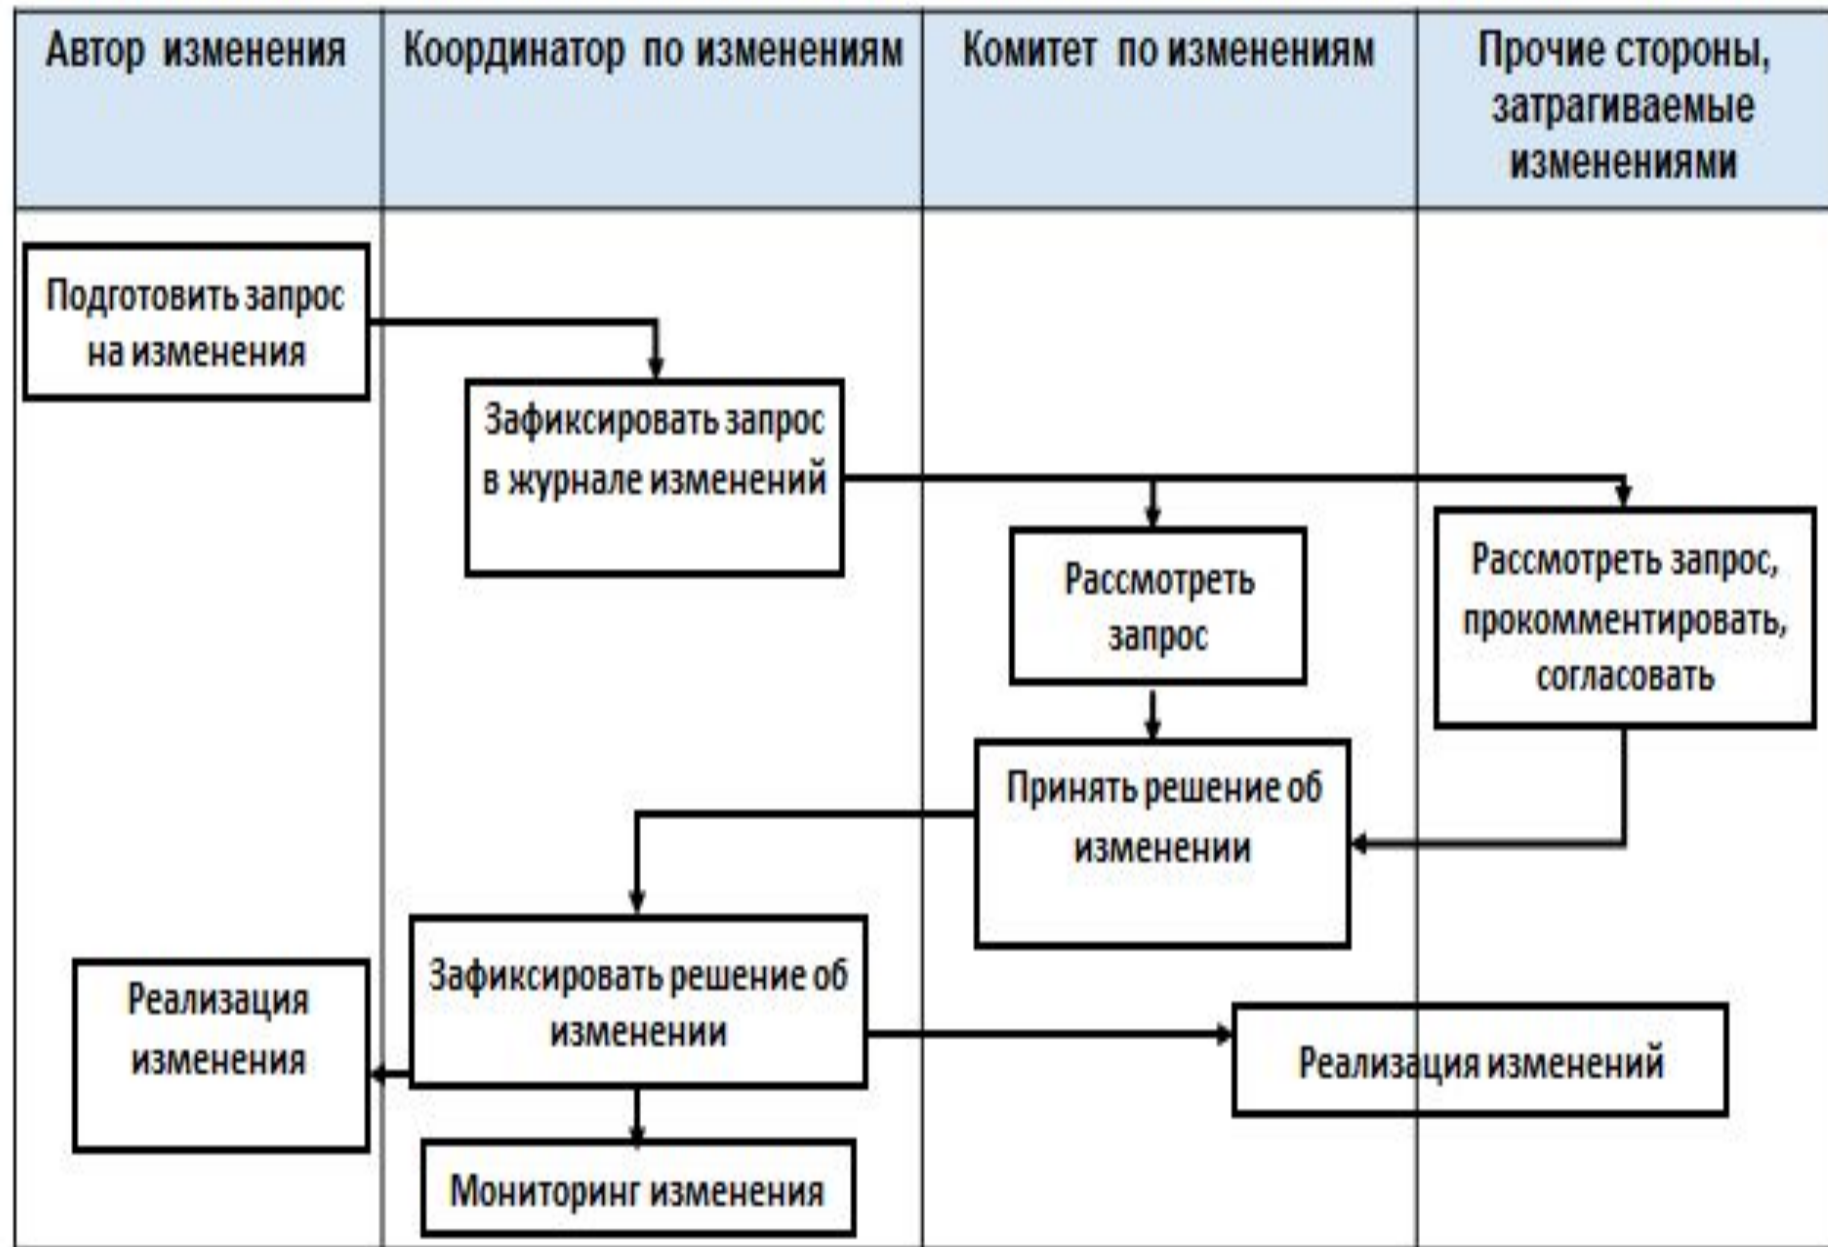 Автор изменения
Координатор по изменениям
Комитет по изменениям
Прочие стороны,
затрагиваемые
изменениями
Подготовить запрос
на изменения
Зафиксировать запрос
в журнале изменений
Рассмотреть
запрос
Рассмотреть запрос,
прокомментировать,
согласовать
Принять решение об
изменении
Зафиксировать решение об
изменении
Реализация
изменения
Реализация изменений
Мониторинг изменения